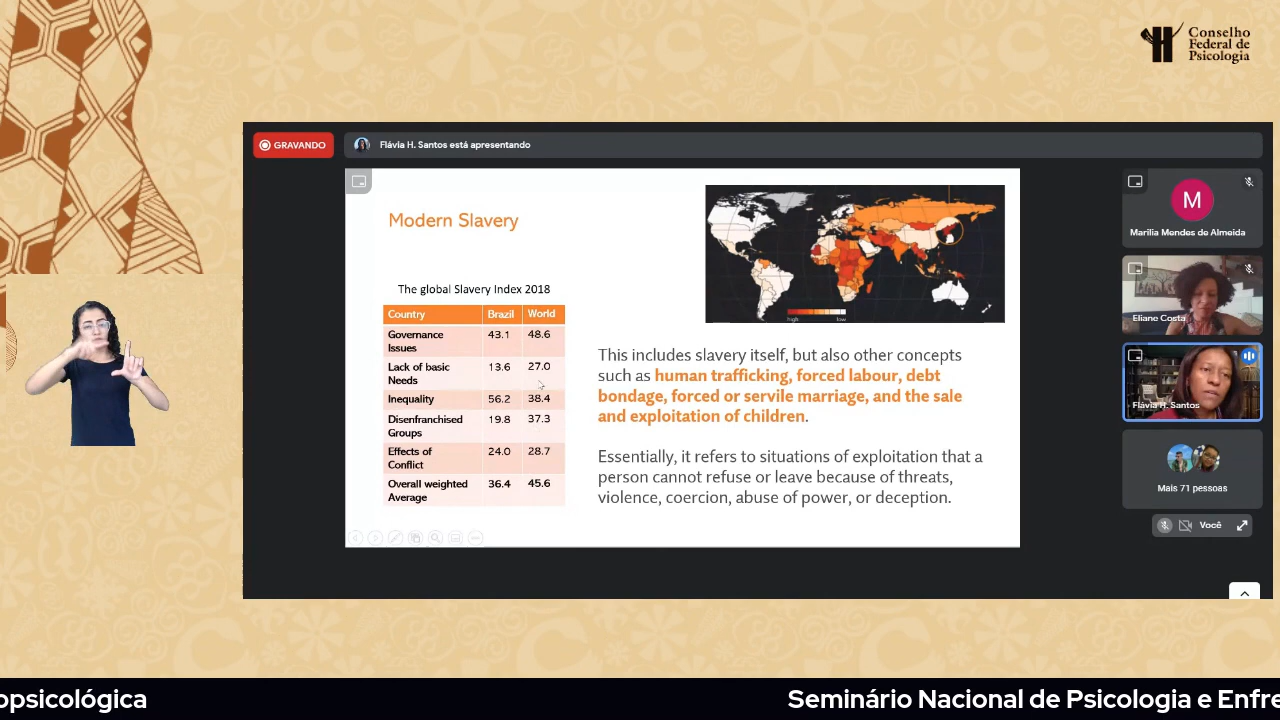 Conselho
Federal de
Psicologia
GRAVANDO
Flávia H. Santos está apresentando
Modern Slavery
The global Slavery Index 2018
Country Brazil World
Governance Issues 43.1 48.6
Lack of basic Needs 13.6 27.0
Inequality 56.2 38.4
Disenfranchised Groups 19.8 37.3
Effects of Conflict 24.0 28.7
Overall weighted Average 36.4 45.6
high low
This includes slavery itself, but also other concepts
such as human trafficking, forced labour, debt
bondage, forced or servile marriage, and the sale
and exploitation of children.
Essentially, it refers to situations of exploitation that a
person cannot refuse or leave because of threats,
violence, coercion, abuse of power, or deception.
M
Marilia Mendes de Almeida
Eliane Costa
Flávia H. Santos
Mais 71 pessoas
Você
opsicológica
Seminário Nacional de Psicologia e Enfre